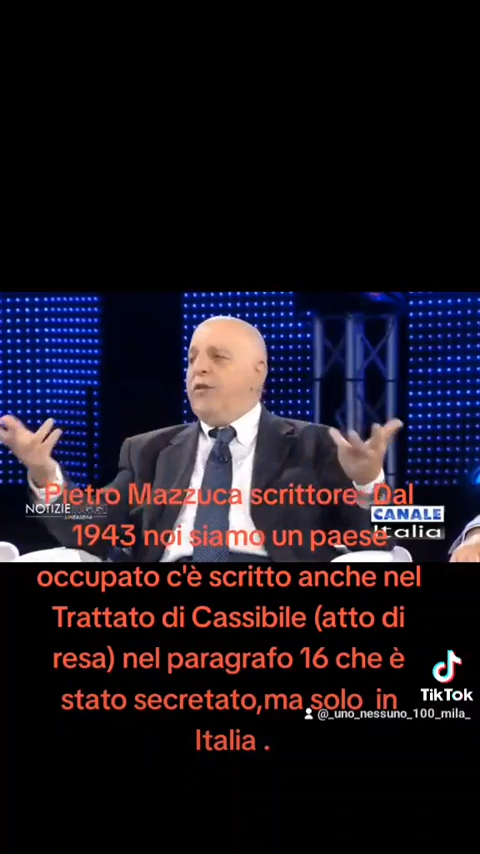 Pietro Mazzuca scrittore. Dal
1943 noi siamo un paese
occupato c'è scritto anche nel
Trattato di Cassibile (atto di
resa) nel paragrafo 16 che è
stato secretato,ma solo in
Italia .
NOTIZIE
CANALE
Italia
TikTok
@_uno_nessuno_100_mila_